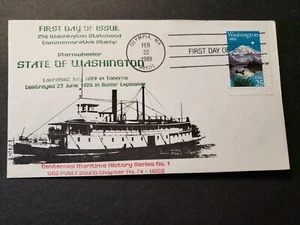 FIRST DAY OF ISSUE
25¢ Washington Statehood
Commemorative Stamp
Sternwheeler
STATE OF WASHINGTON
Launched July 1889 in Tacoma
Destroyed 23 June 1920 in Boiler Explosion
Centennial Maritime History Series No. 1
USS PUGET SOUND Chapter No. 74 - USCS
OLYMPIA, WA
FEB
22
1989
98501
FIRST DAY OF
Washington
1889
25